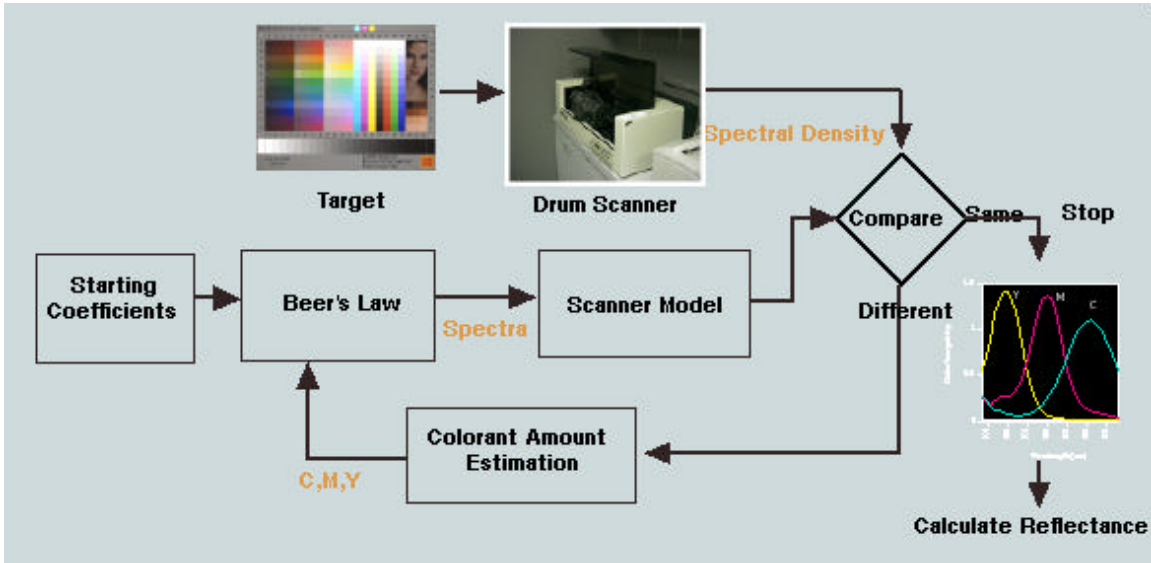 Target
Drum Scanner
Spectral Density
Compare
Same
Stop
Starting
Coefficients
Beer's Law
Spectra
Scanner Model
Different
Y
M
C
Colorant Amount
Estimation
C,M,Y
Calculate Reflectance